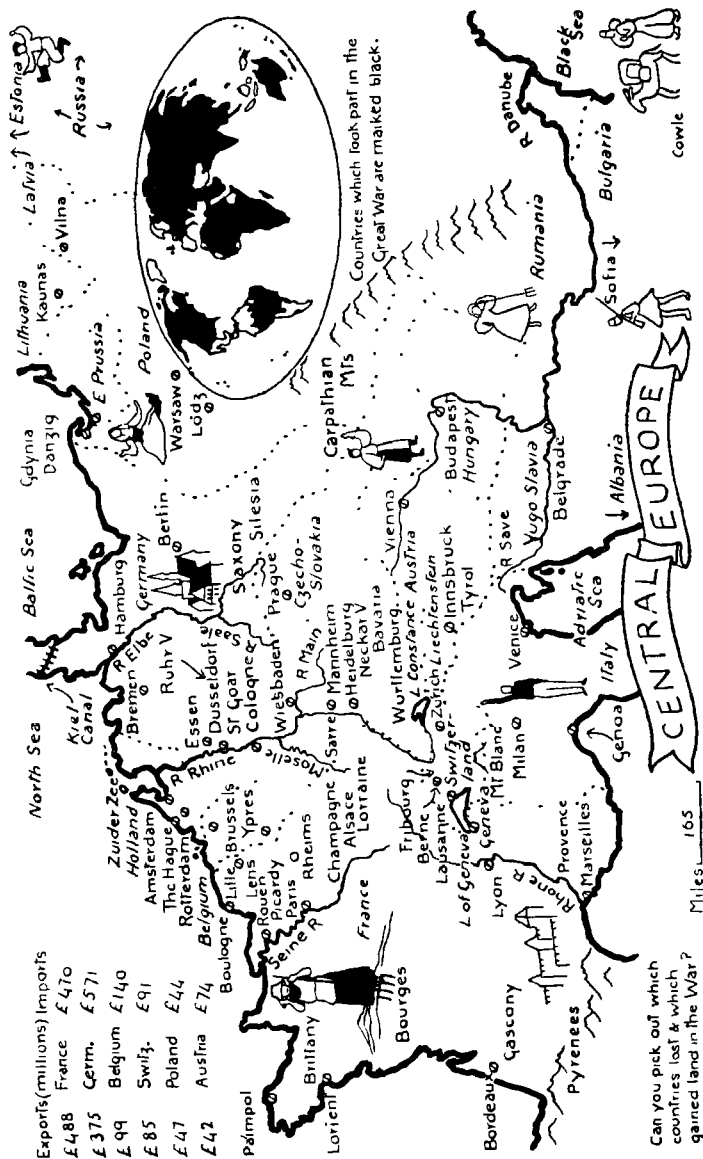 Exports (millions) Imports
£488 France £470
£375 Germ. £571
£99 Belgium £140
£85 Switz. £91
£47 Poland £44
£42 Austria £74
North Sea
Kiel
Canal
Baltic Sea
Gdynia
Danzig
E Prussia
Lithuania
Kaunas
Latvia
Vilna
Estonia
Russia
Zuider Zee
Holland
Amsterdam
The Hague
Rotterdam
Belgium
Brussels
Boulogne
Lille
Ypres
Lens
Rouen
Picardy
Paris
Rheims
Seine R
Champagne
Alsace
Lorraine
Bremen
Hamburg
R Elbe
Germany
Ruhr V
Essen
Dusseldorf
St Goar
Cologne
R Rhine
Moselle
Wiesbaden
R Main
Saale
Berlin
Saxony
Silesia
Prague
Czecho-
Slovakia
Poland
Warsaw
Lódz
Countries which took part in the
Great War are marked black.
Sarre
Mannheim
Heidelburg
Neckar V
Bavaria
Wurttemburg
L Constance
Austria
Vienna
Carpathian
Mts
Paimpol
Brittany
Lorient
Bourges
France
Fribourg
Berne
Lausanne
L of Geneva
Geneva
Switzer-
land
Zurich
Liechtenstein
Innsbruck
Tyrol
Mt Blanc
Milan
Lyon
Rhone R
Provence
Marseilles
Budapest
Hungary
Rumania
R Danube
Black
Sea
Bulgaria
Sofia
Yugo Slavia
Belgrade
R Save
Venice
Adriatic
Sea
Albania
Italy
Genoa
Bordeaux
Gascony
Pyrenees
Can you pick out which
countries lost & which
gained land in the War?
Miles 165
CENTRAL EUROPE
Cowle